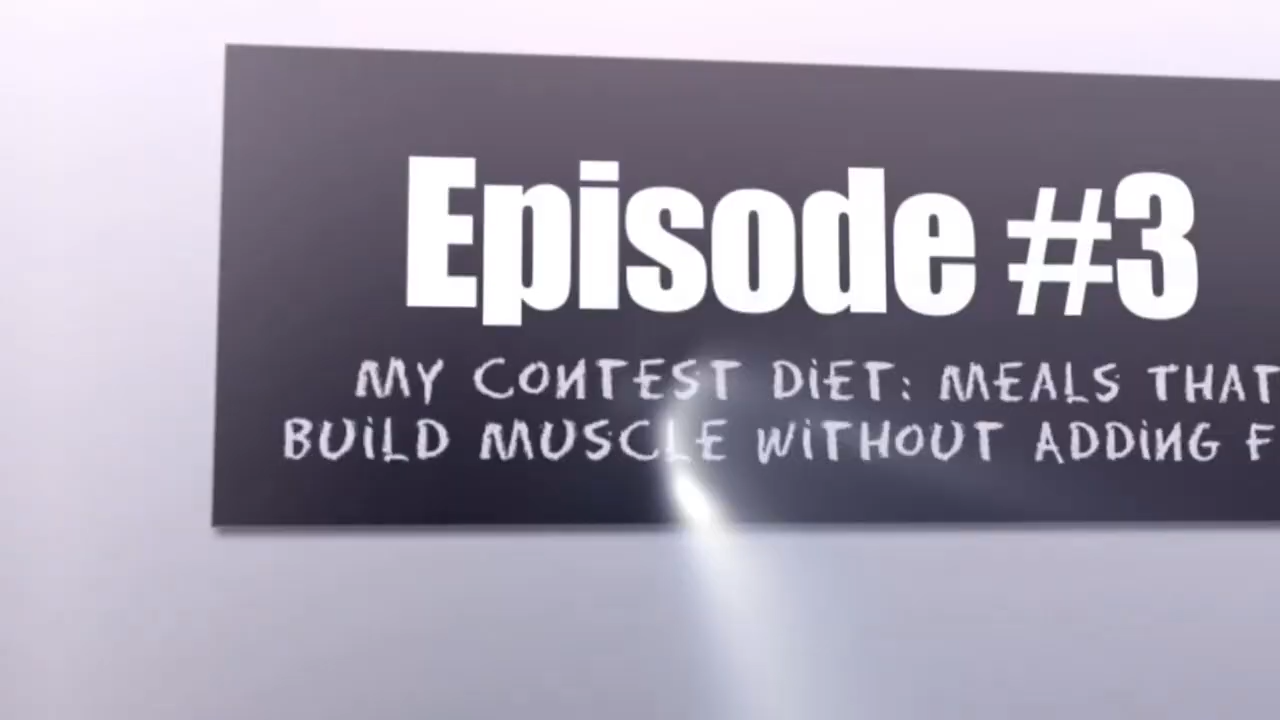 Episode #3
MY CONTEST DIET: MEALS THAT
BUILD MUSCLE WITHOUT ADDING F